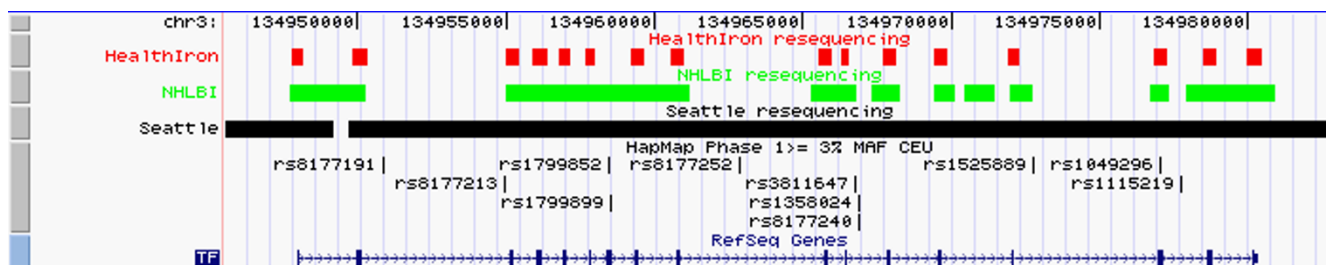 chr3: 134950000| 134955000| 134960000| 134965000| 134970000| 134975000| 134980000|
HealthIron resequencing
HealthIron
NHLBI resequencing
NHLBI
Seattle resequencing
Seattle
HapMap Phase 1>= 3% MAF CEU
rs8177191| rs1799852| rs8177252| rs1525889| rs1049296|
rs8177213| rs3811647| rs1115219|
rs1799899| rs1358024|
rs8177240|
RefSeq Genes
TF